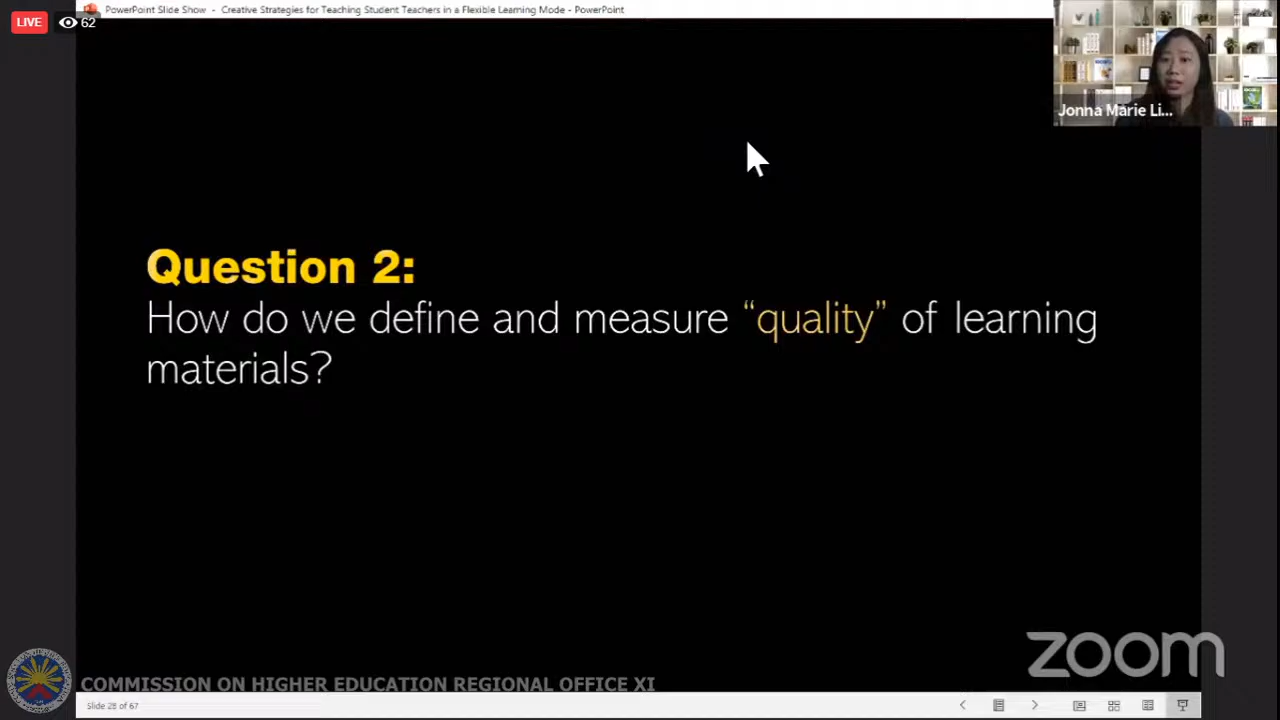 PowerPoint Slide Show - Creative Strategies for Teaching Student Teachers in a Flexible Learning Mode - PowerPoint
LIVE
62
Jonna Marie Li...
Question 2:
How do we define and measure “quality” of learning
materials?
zoom
COMMISSION ON HIGHER EDUCATION REGIONAL OFFICE XI
Slide 28 of 67